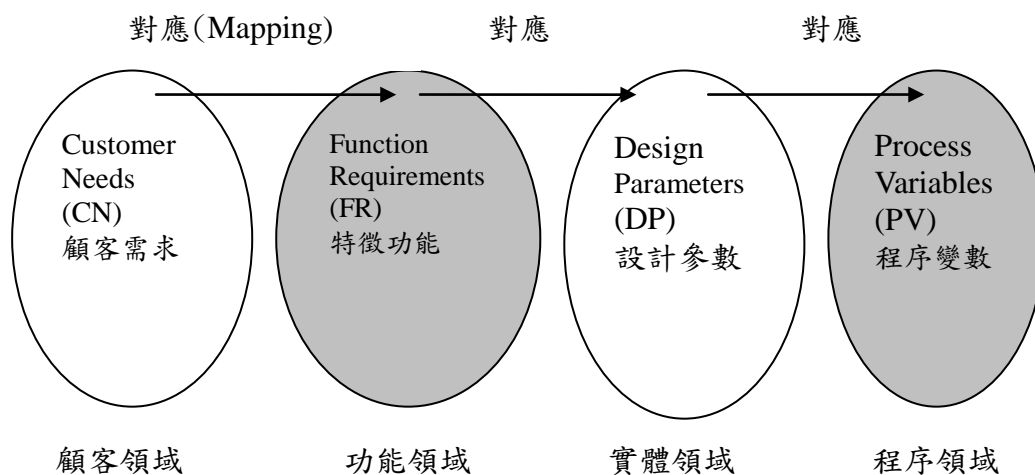 對應(Mapping)
對應
對應
Customer
Needs
(CN)
顧客需求
Function
Requirements
(FR)
特徵功能
Design
Parameters
(DP)
設計參數
Process
Variables
(PV)
程序變數
顧客領域
功能領域
實體領域
程序領域